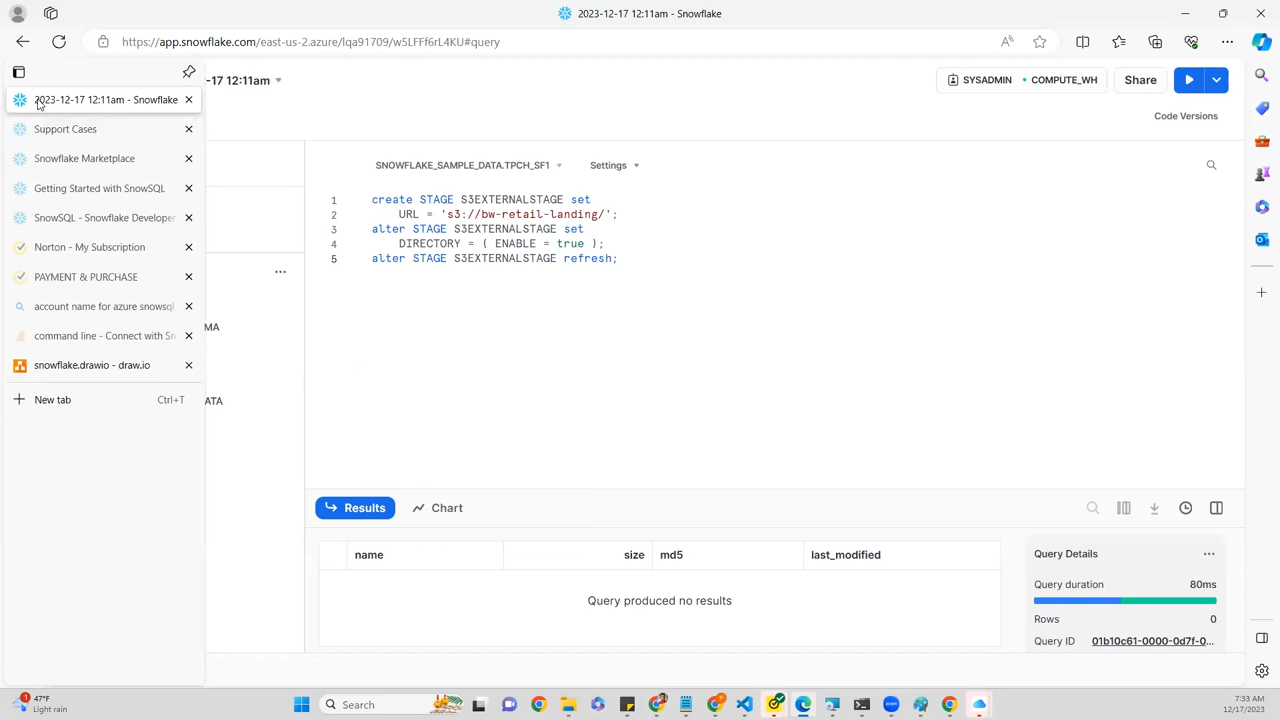 2023-12-17 12:11am - Snowflake
https://app.snowflake.com/east-us-2.azure/lqa91709/w5LFFf6rL4KU#query
2023-12-17 12:11am - Snowflake
Support Cases
Snowflake Marketplace
Getting Started with SnowSQL
SnowSQL - Snowflake Developer
Norton - My Subscription
PAYMENT & PURCHASE
account name for azure snowsql
command line - Connect with Sn
snowflake.drawio - draw.io
New tab Ctrl+T
-17 12:11am
SYSADMIN • COMPUTE_WH
Share
Code Versions
MA
ATA
SNOWFLAKE_SAMPLE_DATA.TPCH_SF1 Settings
1 create STAGE S3EXTERNALSTAGE set
2 URL = 's3://bw-retail-landing/';
3 alter STAGE S3EXTERNALSTAGE set
4 DIRECTORY = ( ENABLE = true );
5 alter STAGE S3EXTERNALSTAGE refresh;
Results Chart
name size md5 last_modified
Query produced no results
Query Details
Query duration 80ms
Rows 0
Query ID 01b10c61-0000-0d7f-0...
1
47°F
Light rain
Search
7:33 AM
12/17/2023